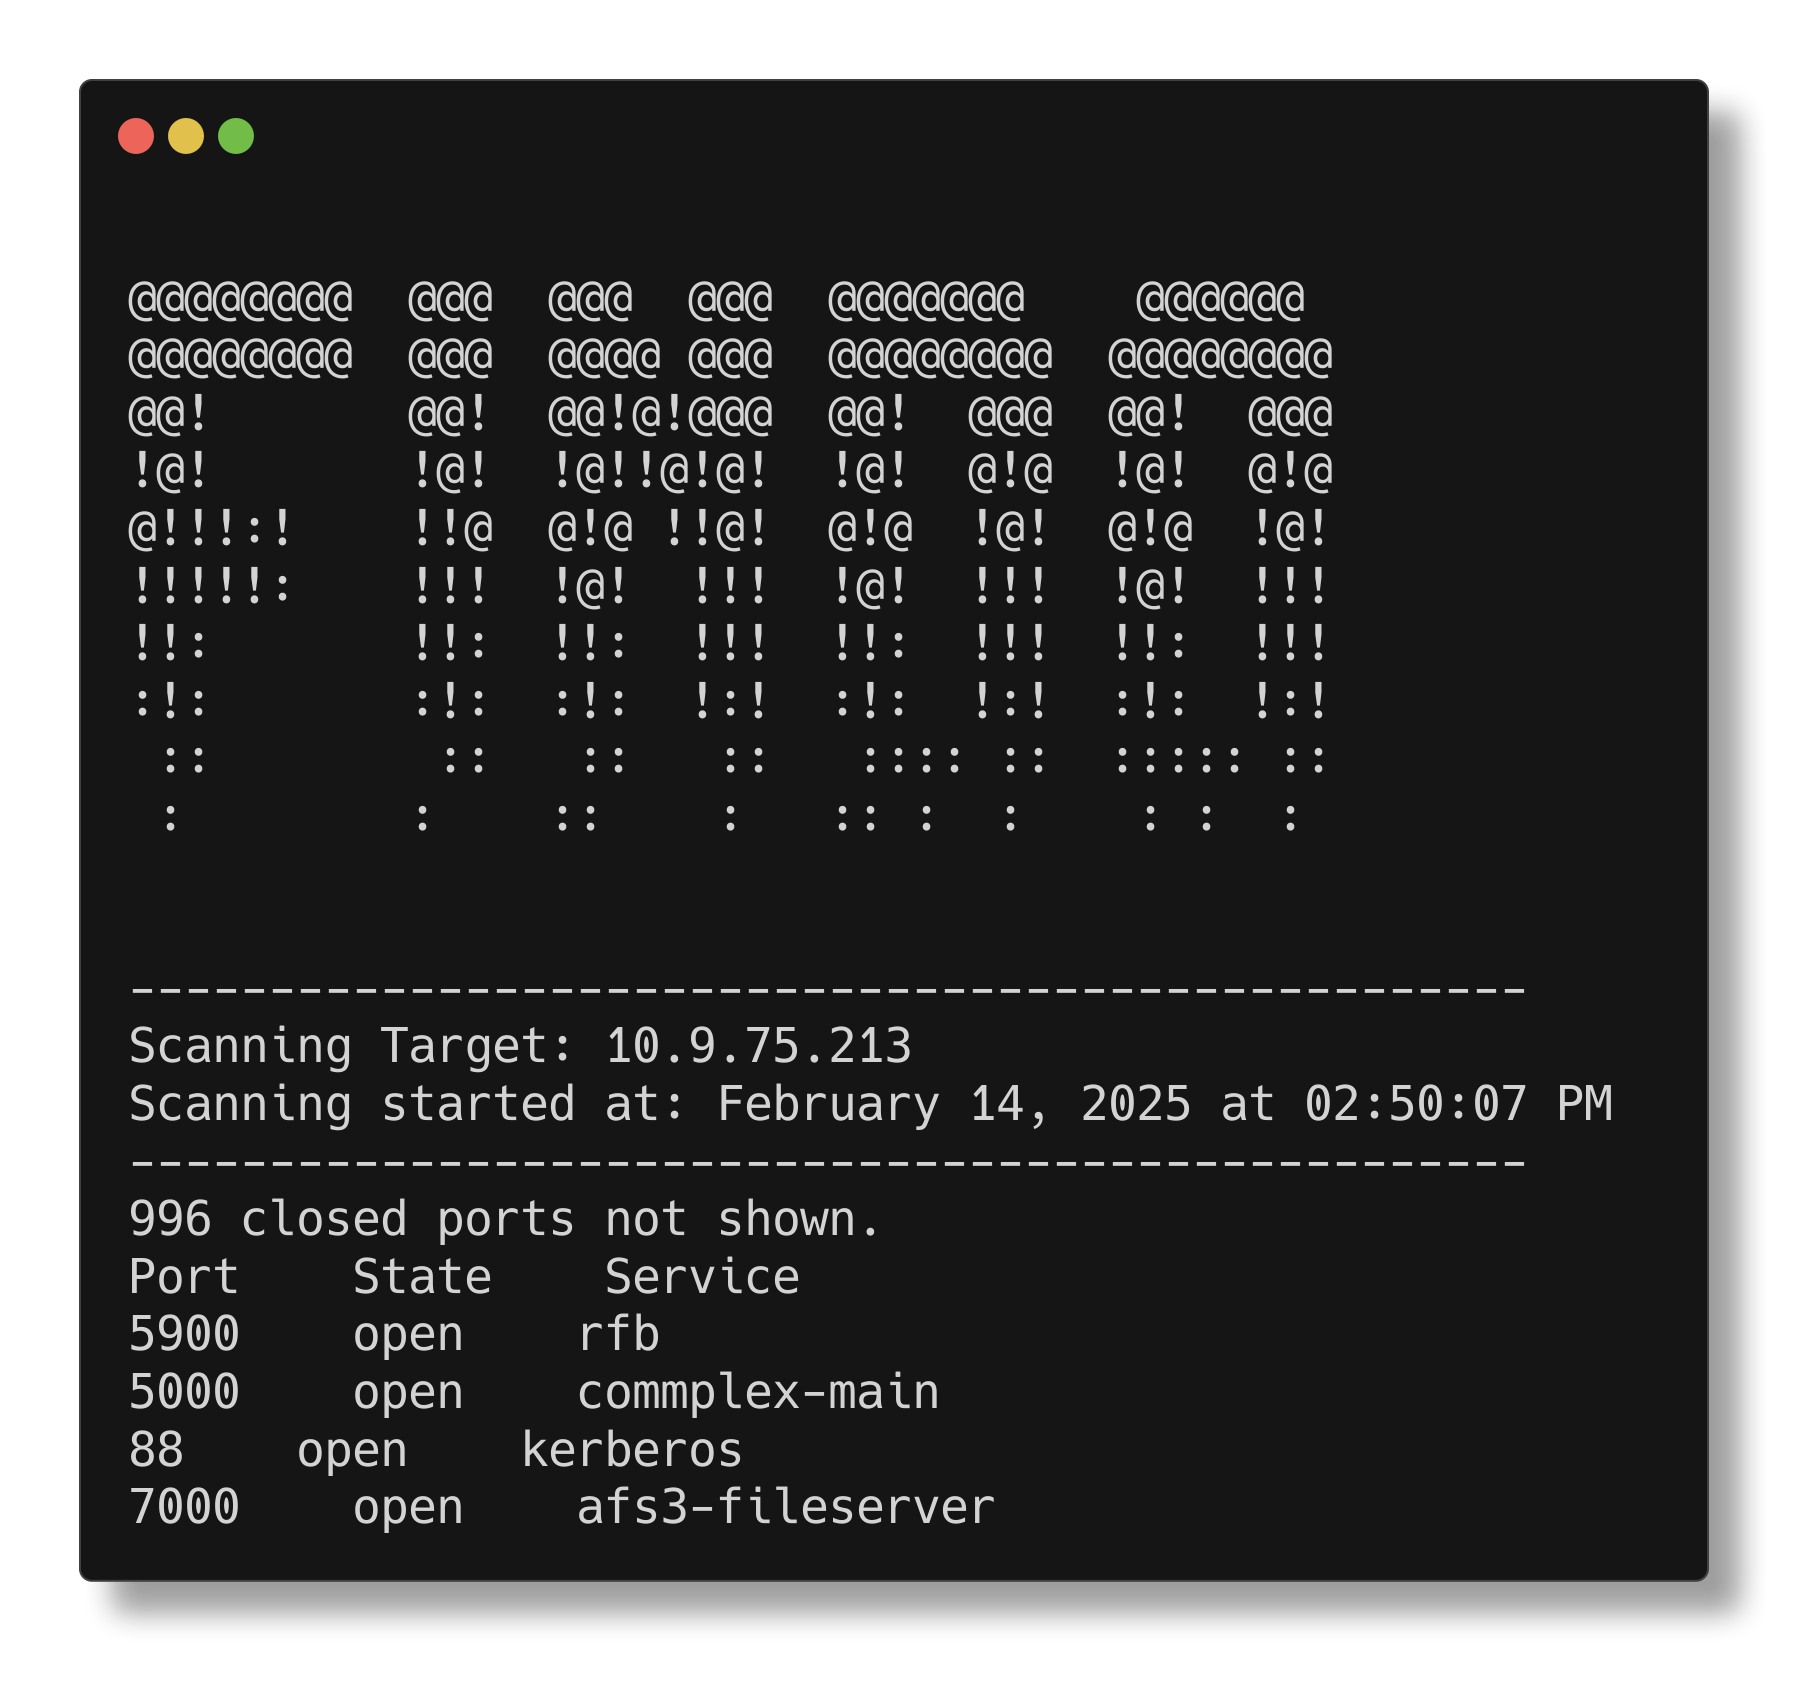 @@@@@@@@  @@@  @@@  @@@  @@@@@@@    @@@@@@
@@@@@@@@  @@@  @@@@ @@@  @@@@@@@@  @@@@@@@@
@@!       @@!  @@!@!@@@  @@!  @@@  @@!  @@@
!@!       !@!  !@!!@!@!  !@!  @!@  !@!  @!@
@!!!:!    !!@  @!@ !!@!  @!@  !@!  @!@  !@!
!!!!!:    !!!  !@!  !!!  !@!  !!!  !@!  !!!
!!:       !!:  !!:  !!!  !!:  !!!  !!:  !!!
:!:       :!:  :!:  !:!  :!:  !:!  :!:  !:!
 ::        ::   ::   ::   :::: ::  ::::: ::
 :        :    ::    :   :: :  :    : :  :
--------------------------------------------------
Scanning Target: 10.9.75.213
Scanning started at: February 14, 2025 at 02:50:07 PM
--------------------------------------------------
996 closed ports not shown.
Port    State    Service
5900    open    rfb
5000    open    commplex-main
88    open    kerberos
7000    open    afs3-fileserver